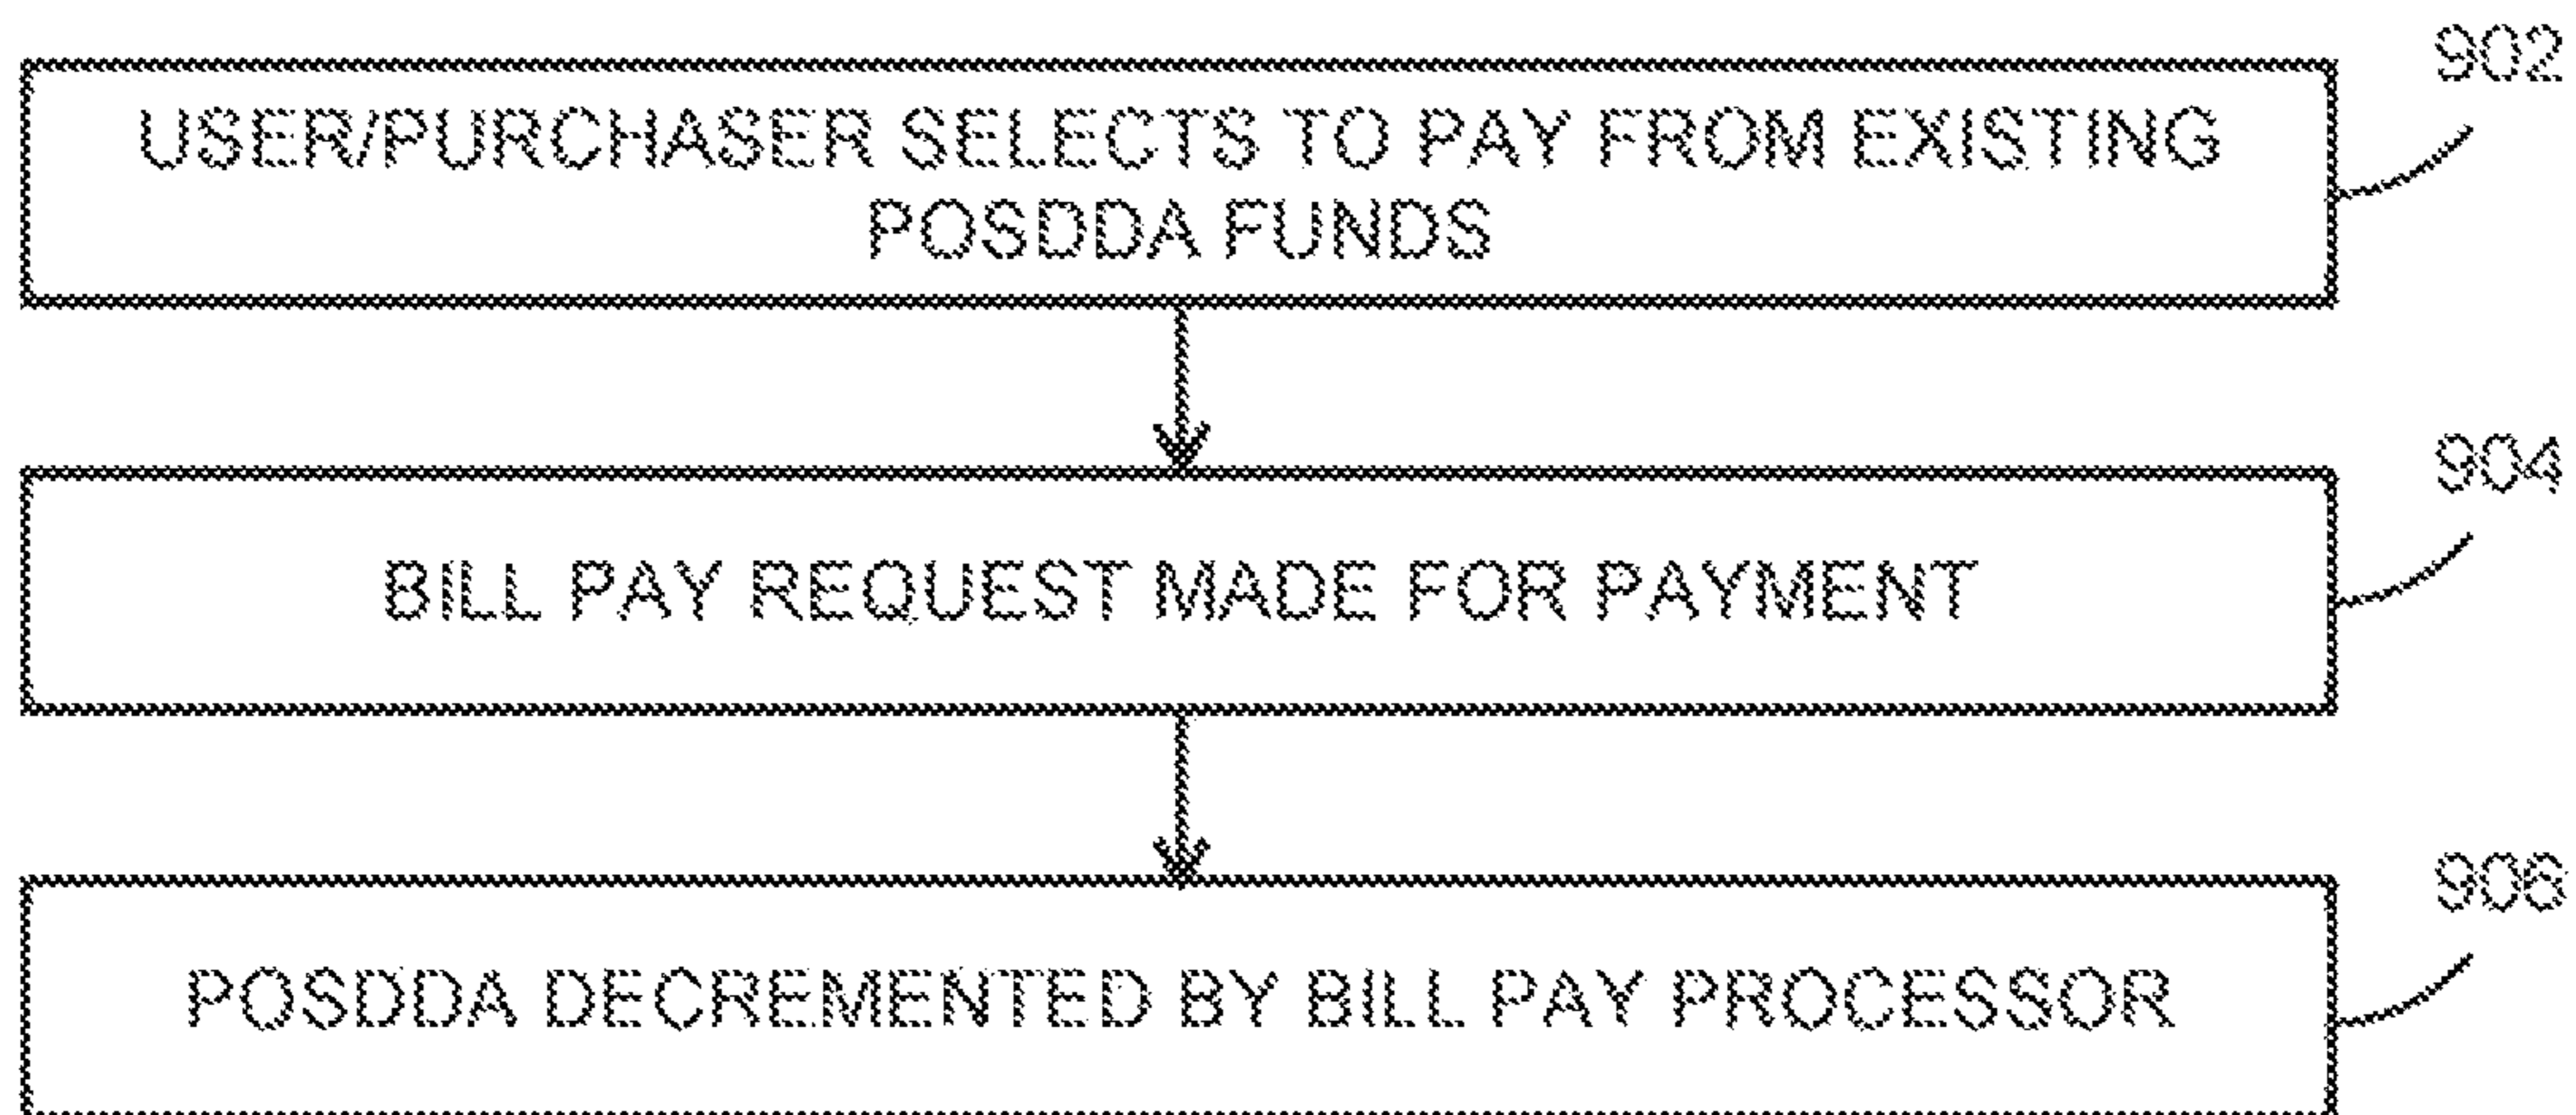 902
USER/PURCHASER SELECTS TO PAY FROM EXISTING
POSDDA FUNDS
904
BILL PAY REQUEST MADE FOR PAYMENT
906
POSDDA DECREMENTED BY BILL PAY PROCESSOR